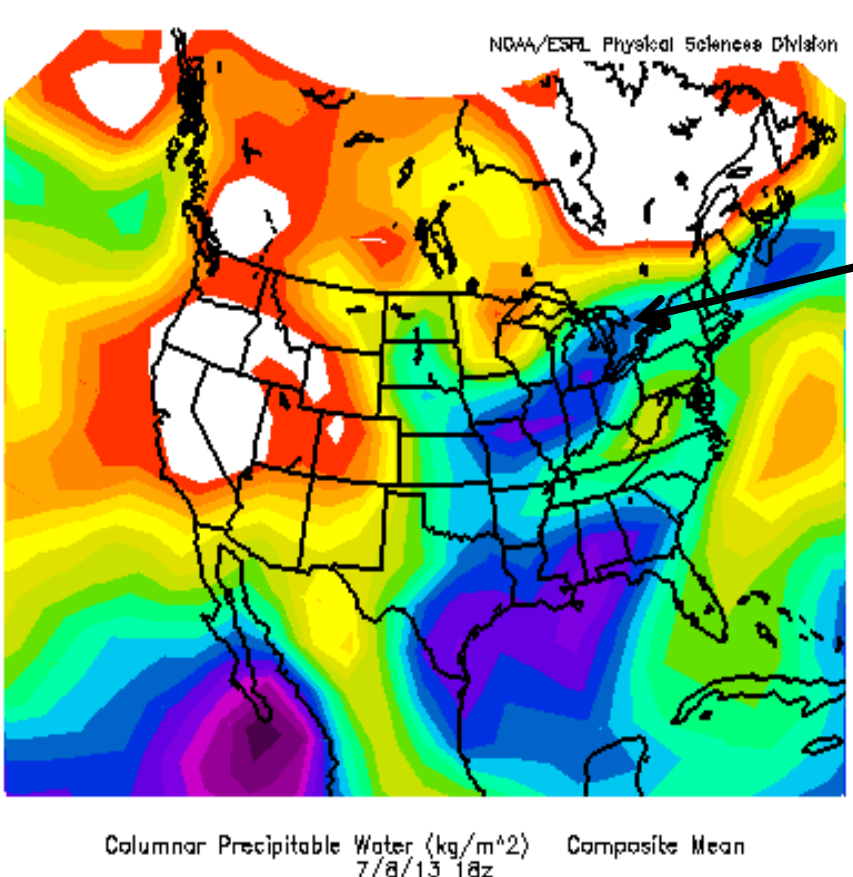 NOAA/ESRL Physical Sciences Division
Columnar Precipitable Water (kg/m^2) Composite Mean
7/8/13 18z